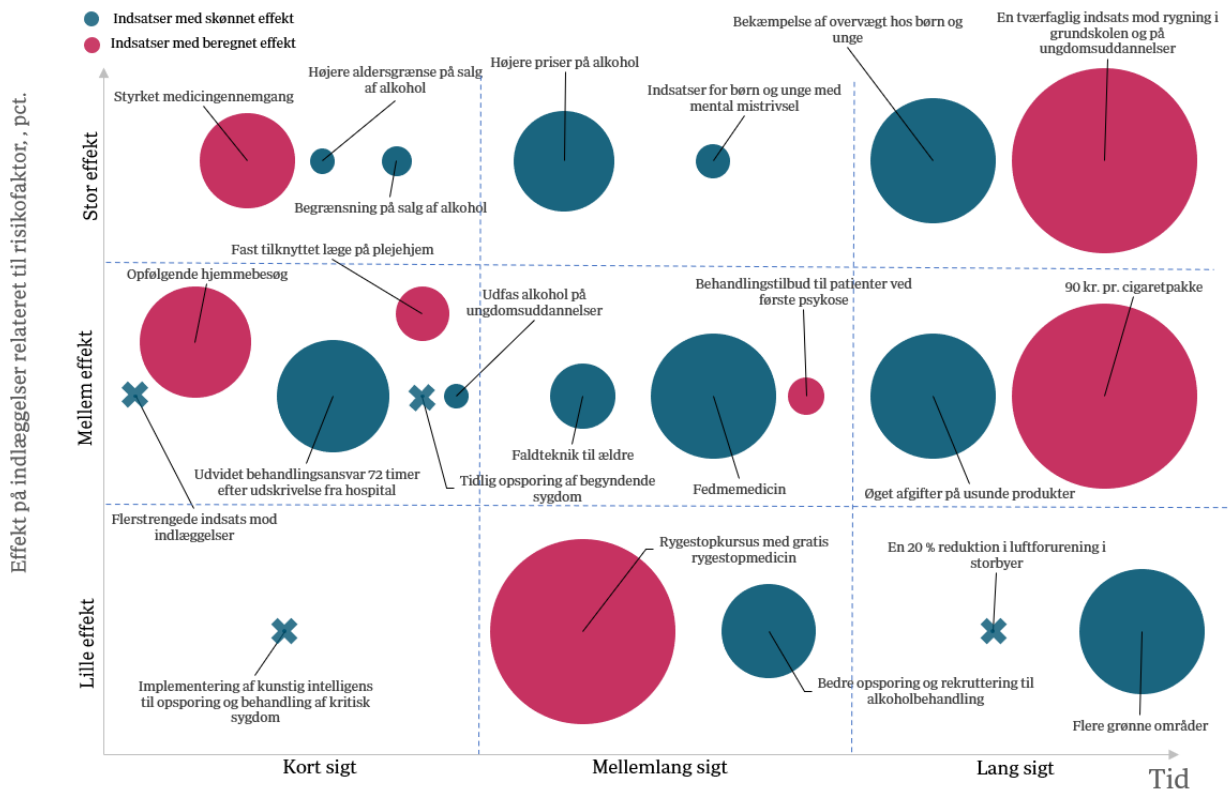 Indsatser med skønnet effekt
Indsatser med beregnet effekt
Effekt på indlæggelser relateret til risikofaktor, , pct.
Stor effekt
Styrket medicingennemgang
Højere aldersgrænse på salg
af alkohol
Begrænsning på salg af alkohol
Højere priser på alkohol
Indsatser for børn og unge med
mental mistrivsel
Bekæmpelse af overvægt hos børn og
unge
En tværfaglig indsats mod rygning i
grundskolen og på
ungdomsuddannelser
Mellem effekt
Fast tilknyttet læge på plejehjem
Opfølgende hjemmebesøg
Udfas alkohol på
ungdomsuddannelser
Behandlingstilbud til patienter ved
første psykose
90 kr. pr. cigaretpakke
Udvidet behandlingsansvar 72 timer
efter udskrivelse fra hospital
Tidlig opsporing af begyndende
sygdom
Faldteknik til ældre
Fedmemedicin
Øget afgifter på usunde produkter
Flerstrengede indsats mod
indlæggelser
Lille effekt
Rygestopkursus med gratis
rygestopmedicin
En 20 % reduktion i luftforurening i
storbyer
Implementering af kunstig intelligens
til opsporing og behandling af kritisk
sygdom
Bedre opsporing og rekruttering til
alkoholbehandling
Flere grønne områder
Kort sigt
Mellemlang sigt
Lang sigt
Tid